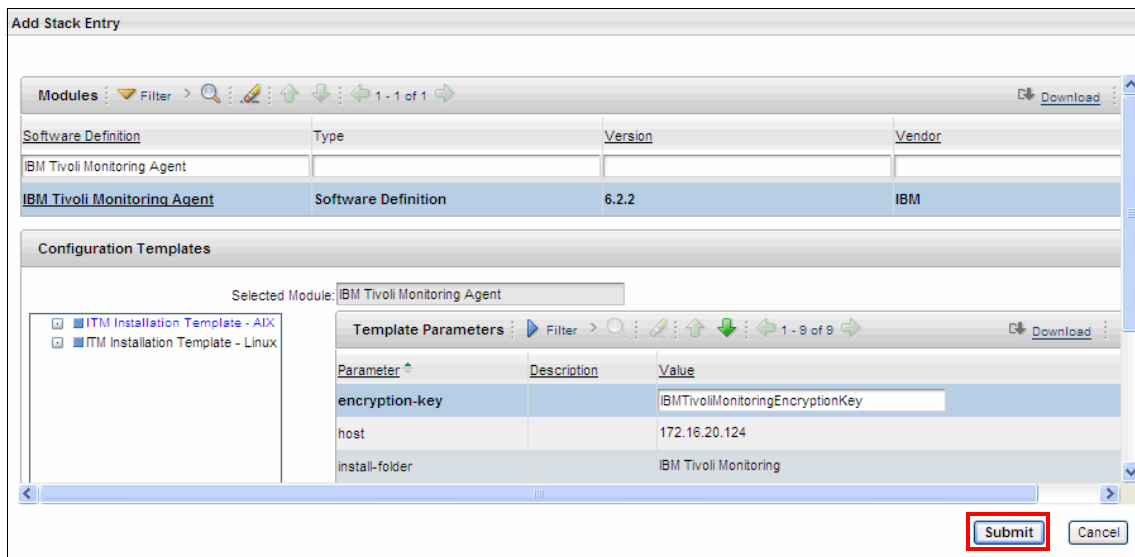 Add Stack Entry
Modules Filter 1 - 1 of 1 Download
Software Definition Type Version Vendor
IBM Tivoli Monitoring Agent
IBM Tivoli Monitoring Agent Software Definition 6.2.2 IBM
Configuration Templates
Selected Module: IBM Tivoli Monitoring Agent
ITM Installation Template - AIX
ITM Installation Template - Linux
Template Parameters Filter 1 - 9 of 9 Download
Parameter Description Value
encryption-key IBMTivoliMonitoringEncryptionKey
host 172.16.20.124
install-folder IBM Tivoli Monitoring
Submit Cancel